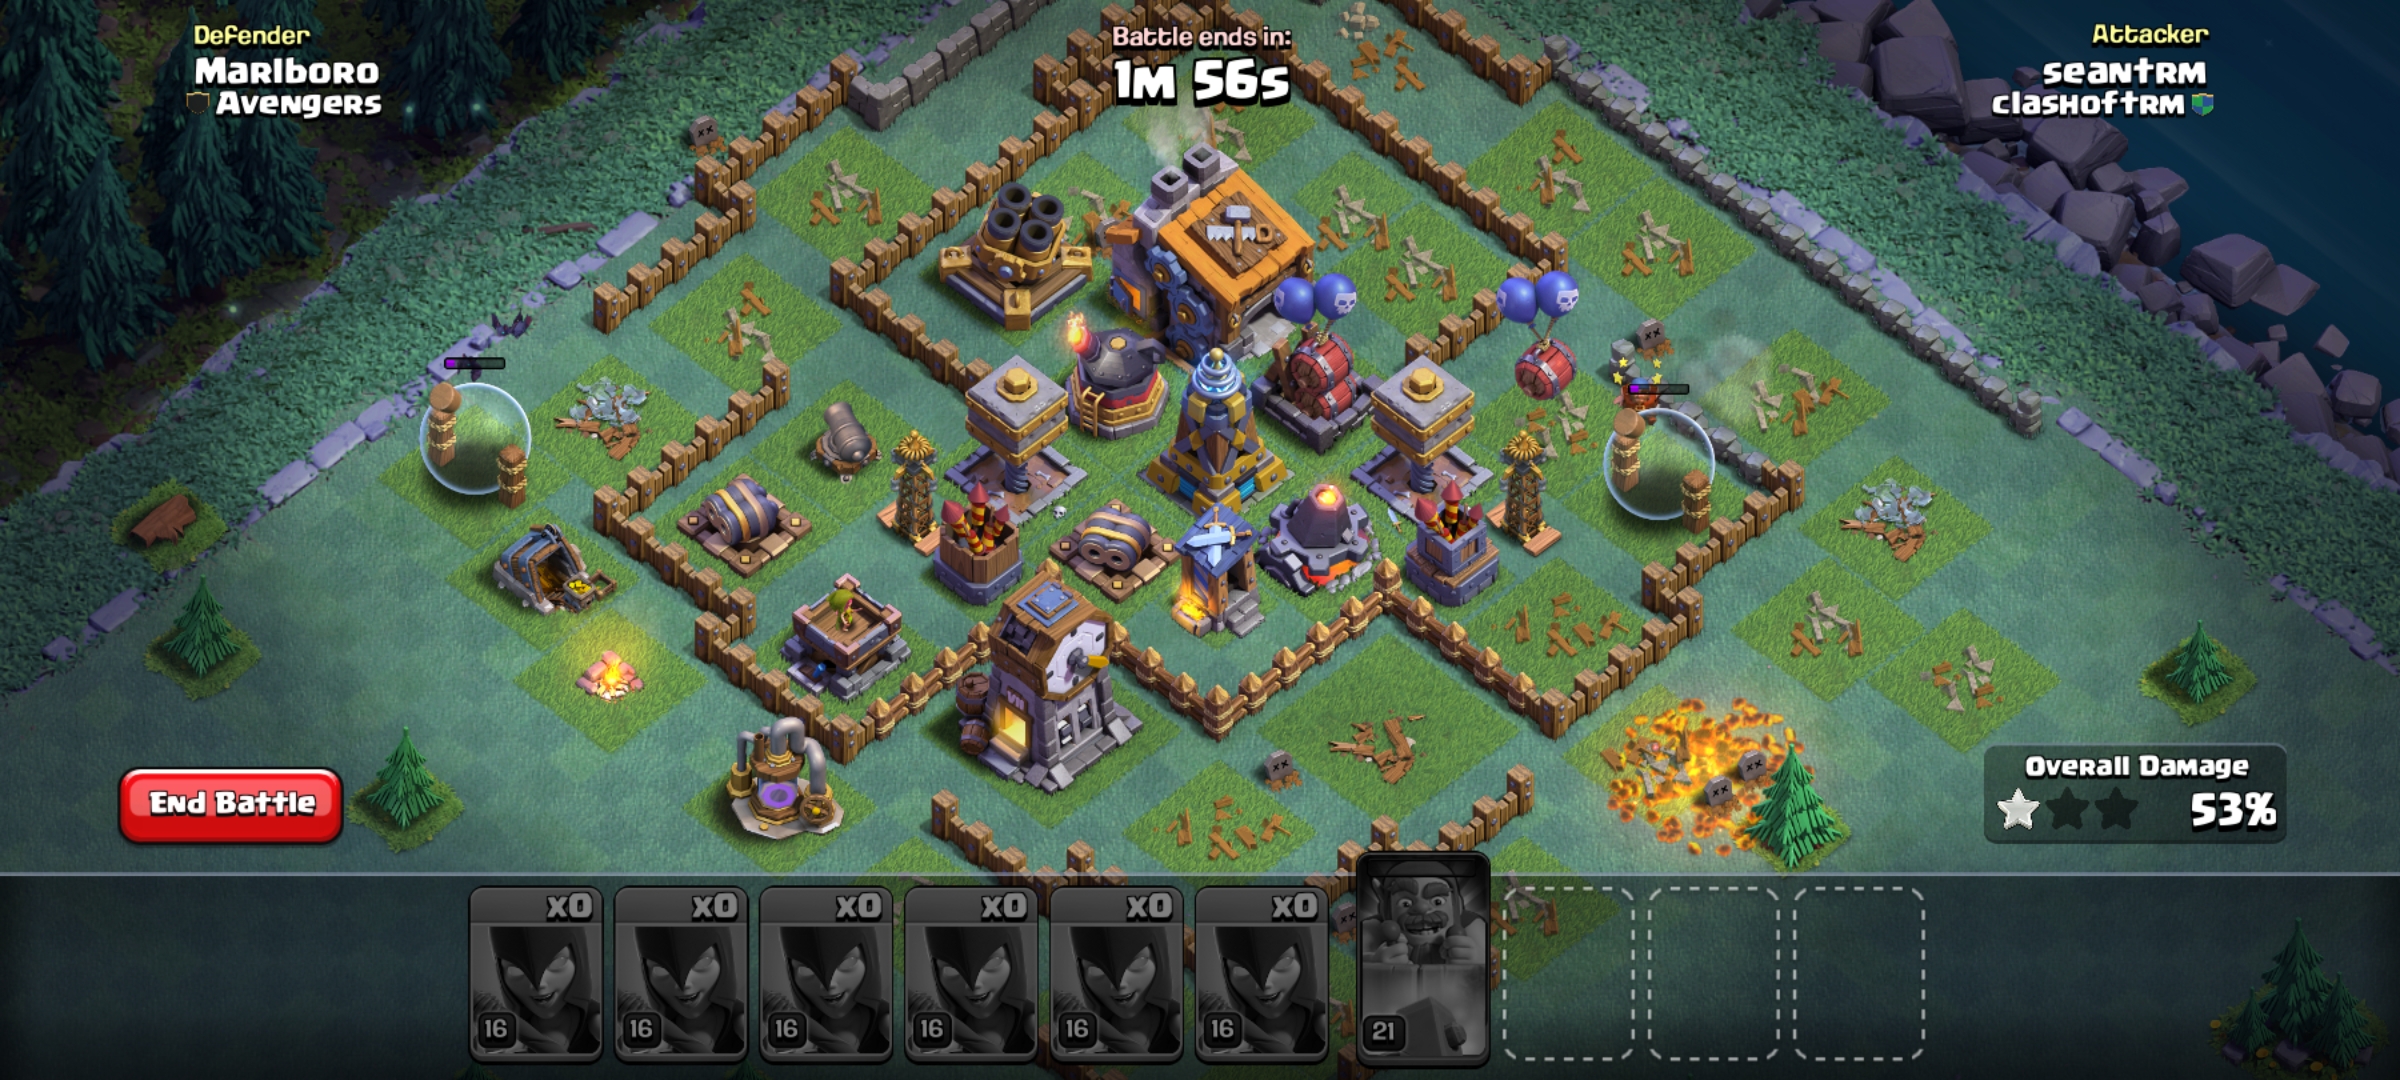 Defender
Marlboro
Avengers
Battle ends in:
1M 56s
Attacker
seantRM
clashoftRM
End Battle
Overall Damage
53%
x0
x0
x0
x0
x0
x0
16
16
16
16
16
16
21